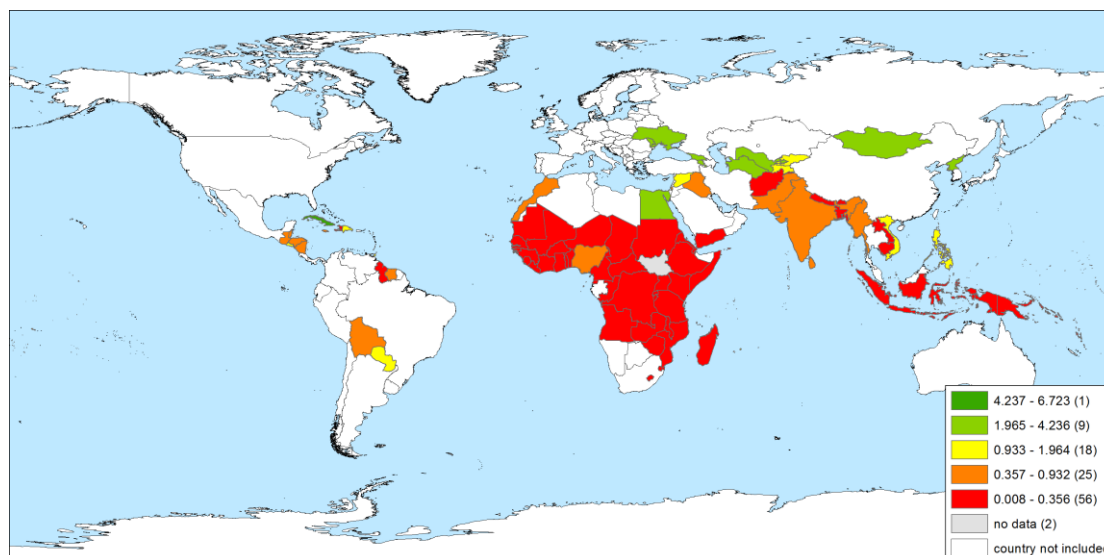 4.237 - 6.723 (1)
1.965 - 4.236 (9)
0.933 - 1.964 (18)
0.357 - 0.932 (25)
0.008 - 0.356 (56)
no data (2)
country not included